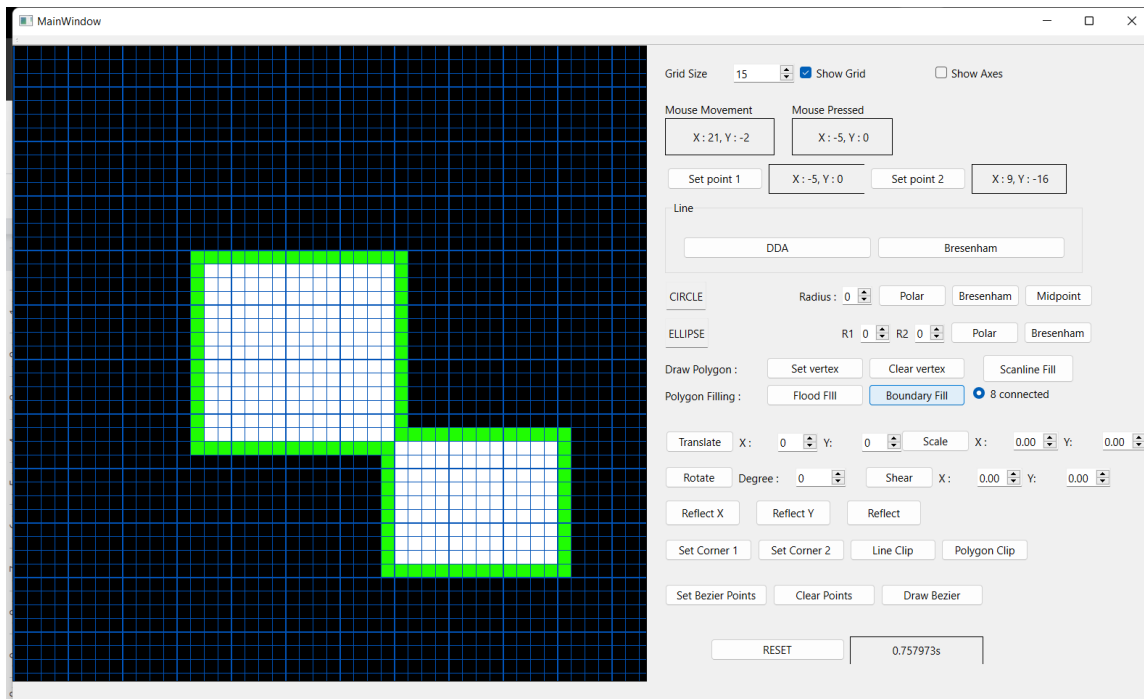 MainWindow
Grid Size 15 Show Grid Show Axes
Mouse Movement Mouse Pressed
X : 21, Y : -2 X : -5, Y : 0
Set point 1 X : -5, Y : 0 Set point 2 X : 9, Y : -16
Line
DDA Bresenham
CIRCLE Radius : 0 Polar Bresenham Midpoint
ELLIPSE R1 0 R2 0 Polar Bresenham
Draw Polygon : Set vertex Clear vertex Scanline Fill
Polygon Filling : Flood FIll Boundary Fill 8 connected
Translate X : 0 Y: 0 Scale X : 0.00 Y: 0.00
Rotate Degree : 0 Shear X : 0.00 Y: 0.00
Reflect X Reflect Y Reflect
Set Corner 1 Set Corner 2 Line Clip Polygon Clip
Set Bezier Points Clear Points Draw Bezier
RESET 0.757973s